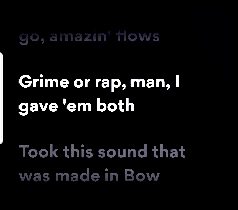 go, amazin' flows
Grime or rap, man, I
gave 'em both
Took this sound that
was made in Bow